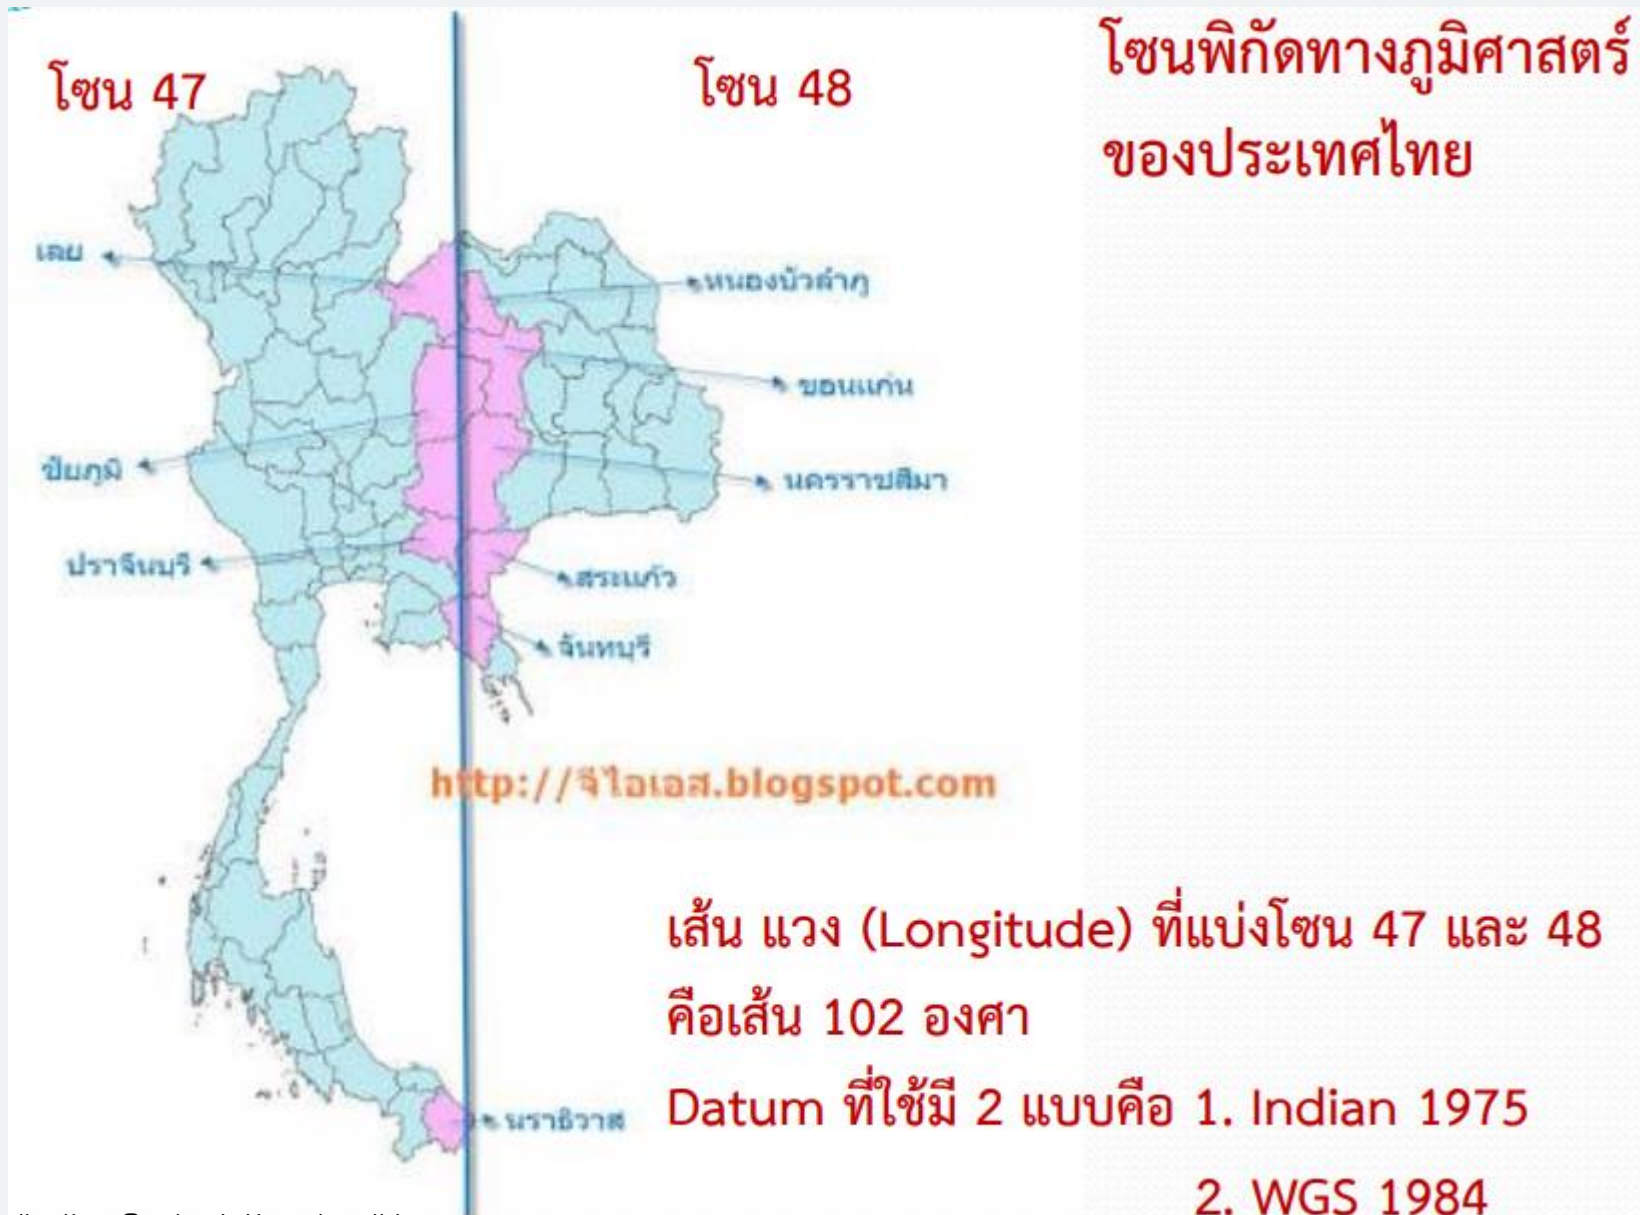 โซน 47
โซน 48
โซนพิกัดทางภูมิศาสตร์
ของประเทศไทย
เลย
หนองบัวลำภู
ขอนแก่น
ชัยภูมิ
นครราชสีมา
ปราจีนบุรี
สระแก้ว
จันทบุรี
http://จีไอเอส.blogspot.com
เส้น แวง (Longitude) ที่แบ่งโซน 47 และ 48
คือเส้น 102 องศา
Datum ที่ใช้มี 2 แบบคือ 1. Indian 1975
นราธิวาส
2. WGS 1984